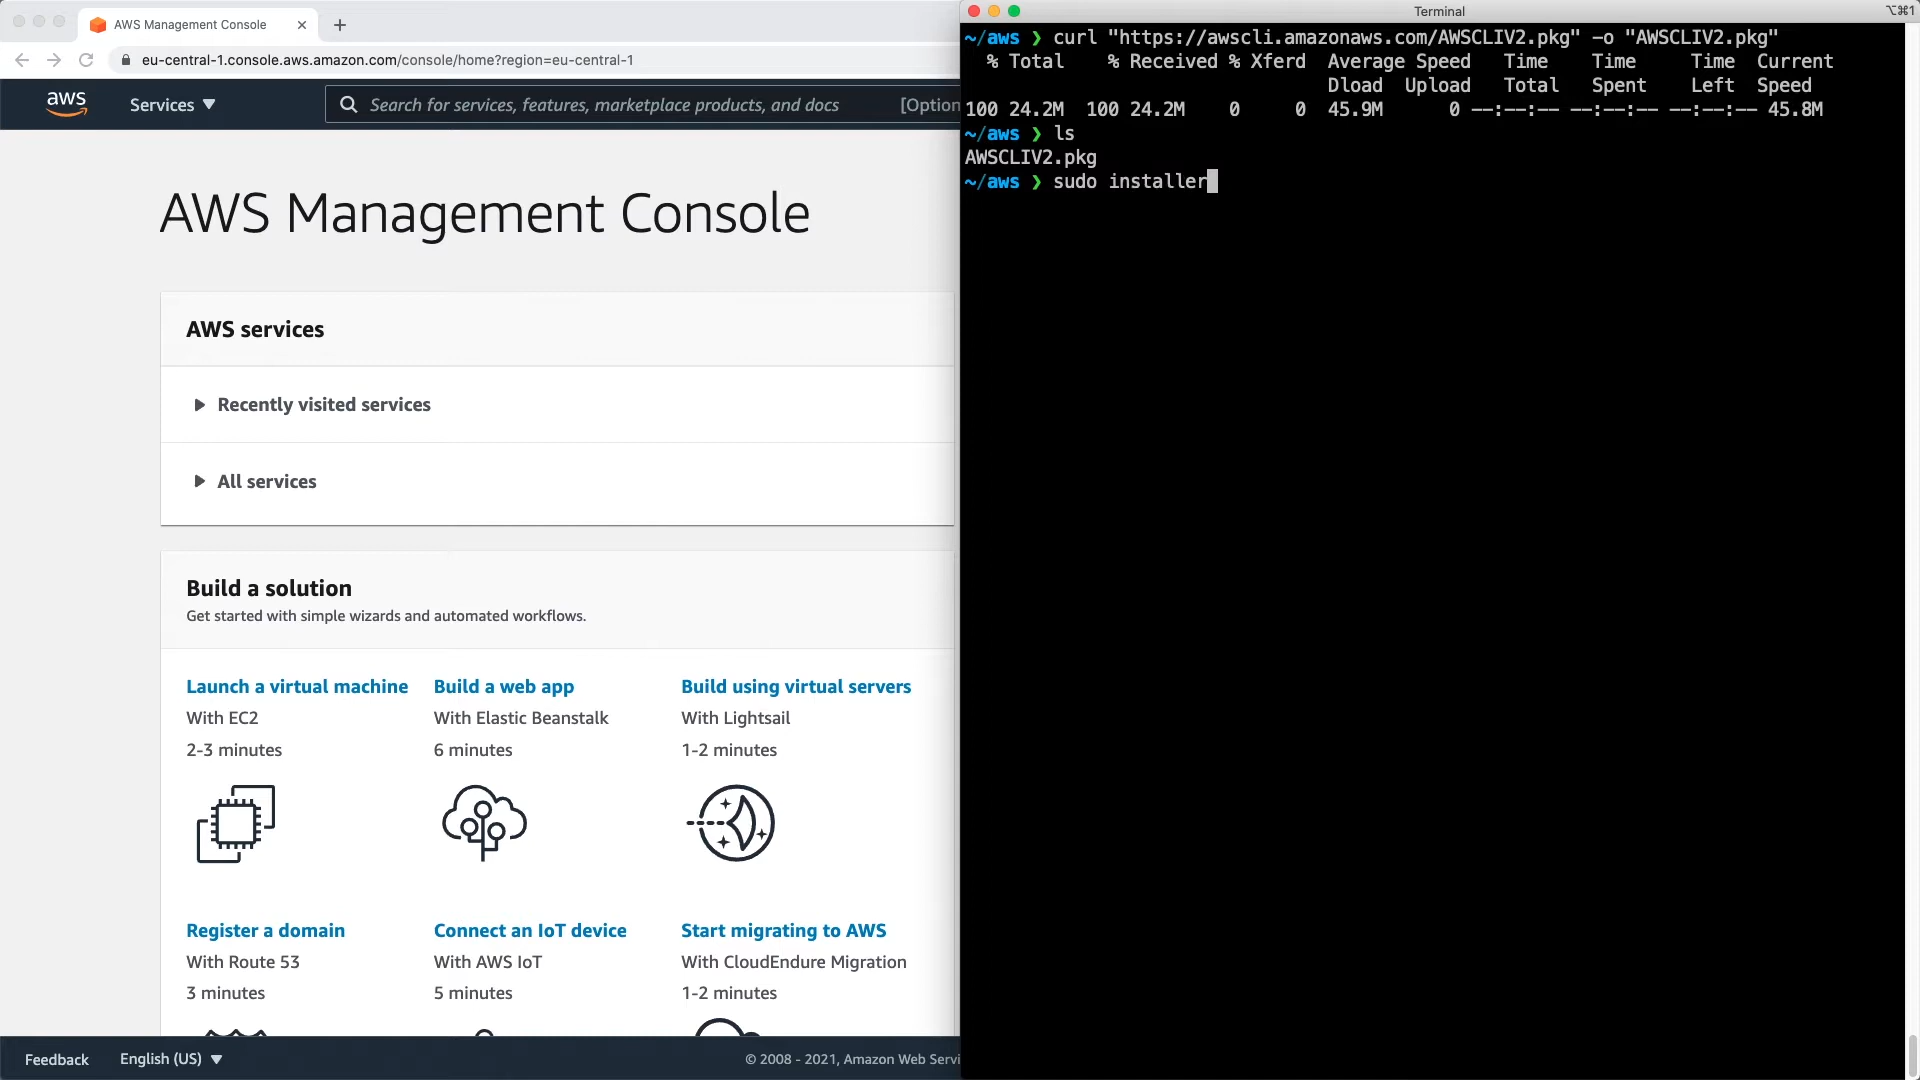 AWS Management Console
eu-central-1.console.aws.amazon.com/console/home?region=eu-central-1
aws
Services
Search for services, features, marketplace products, and docs
[Option
AWS Management Console
AWS services
Recently visited services
All services
Build a solution
Get started with simple wizards and automated workflows.
Launch a virtual machine
With EC2
2-3 minutes
Build a web app
With Elastic Beanstalk
6 minutes
Build using virtual servers
With Lightsail
1-2 minutes
Register a domain
With Route 53
3 minutes
Connect an IoT device
With AWS IoT
5 minutes
Start migrating to AWS
With CloudEndure Migration
1-2 minutes
Feedback
English (US)
© 2008 - 2021, Amazon Web Servi
Terminal
⌥⌘1
~/aws ❯ curl "https://awscli.amazonaws.com/AWSCLIV2.pkg" -o "AWSCLIV2.pkg"
% Total % Received % Xferd Average Speed Time Time Time Current
Dload Upload Total Spent Left Speed
100 24.2M 100 24.2M 0 0 45.9M 0 --:--:-- --:--:-- --:--:-- 45.8M
~/aws ❯ ls
AWSCLIV2.pkg
~/aws ❯ sudo installer